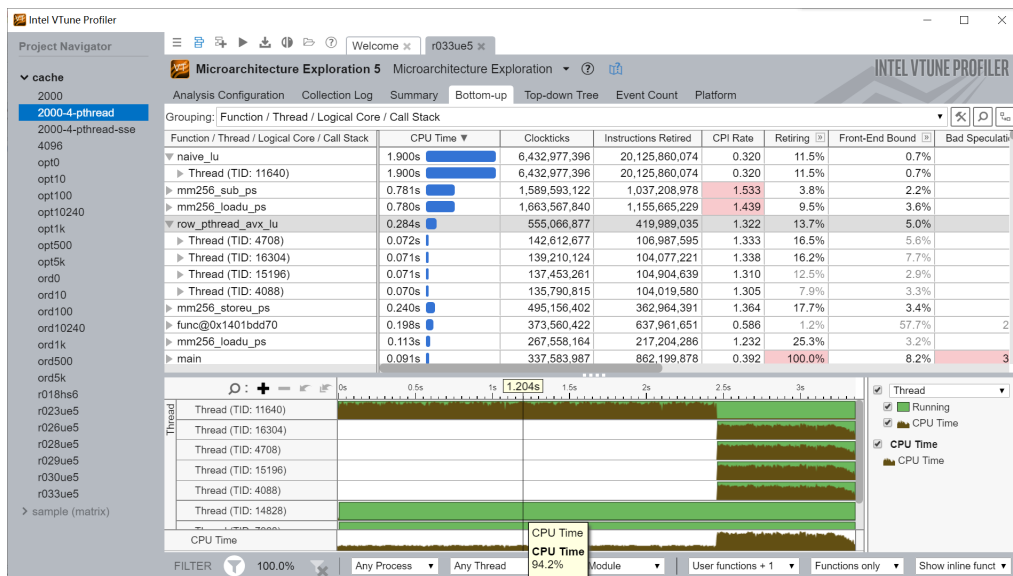 Intel VTune Profiler
Project Navigator
Welcome
r033ue5
Microarchitecture Exploration 5 Microarchitecture Exploration
INTEL VTUNE PROFILER
Analysis Configuration Collection Log Summary Bottom-up Top-down Tree Event Count Platform
Grouping: Function / Thread / Logical Core / Call Stack
cache
2000
2000-4-pthread
2000-4-pthread-sse
4096
opt0
opt10
opt100
opt10240
opt1k
opt500
opt5k
ord0
ord10
ord100
ord10240
ord1k
ord500
ord5k
r018hs6
r023ue5
r026ue5
r028ue5
r029ue5
r030ue5
r033ue5
sample (matrix)
Function / Thread / Logical Core / Call Stack CPU Time Clockticks Instructions Retired CPI Rate Retiring Front-End Bound Bad Speculati
naive_lu 1.900s 6,432,977,396 20,125,860,074 0.320 11.5% 0.7%
Thread (TID: 11640) 1.900s 6,432,977,396 20,125,860,074 0.320 11.5% 0.7%
mm256_sub_ps 0.781s 1,589,593,122 1,037,208,978 1.533 3.8% 2.2%
mm256_loadu_ps 0.780s 1,663,567,840 1,155,665,229 1.439 9.5% 3.6%
row_pthread_avx_lu 0.284s 555,066,877 419,989,035 1.322 13.7% 5.0%
Thread (TID: 4708) 0.072s 142,612,677 106,987,595 1.333 16.5% 5.6%
Thread (TID: 16304) 0.071s 139,210,124 104,077,221 1.338 16.2% 7.7%
Thread (TID: 15196) 0.071s 137,453,261 104,904,639 1.310 12.5% 2.9%
Thread (TID: 4088) 0.070s 135,790,815 104,019,580 1.305 7.9% 3.3%
mm256_storeu_ps 0.240s 495,156,402 362,964,391 1.364 17.7% 3.4%
func@0x1401bdd70 0.198s 373,560,422 637,961,651 0.586 1.2% 57.7% 2
mm256_loadu_ps 0.113s 267,558,164 217,204,286 1.232 25.3% 3.2%
main 0.091s 337,583,987 862,199,878 0.392 100.0% 8.2% 3
0s 0.5s 1s 1.204s 1.5s 2s 2.5s 3s
Thread
Thread (TID: 11640)
Thread (TID: 16304)
Thread (TID: 4708)
Thread (TID: 15196)
Thread (TID: 4088)
Thread (TID: 14828)
CPU Time
Thread
Running
CPU Time
CPU Time
CPU Time
CPU Time
CPU Time
94.2%
FILTER 100.0% Any Process Any Thread Module User functions + 1 Functions only Show inline funct